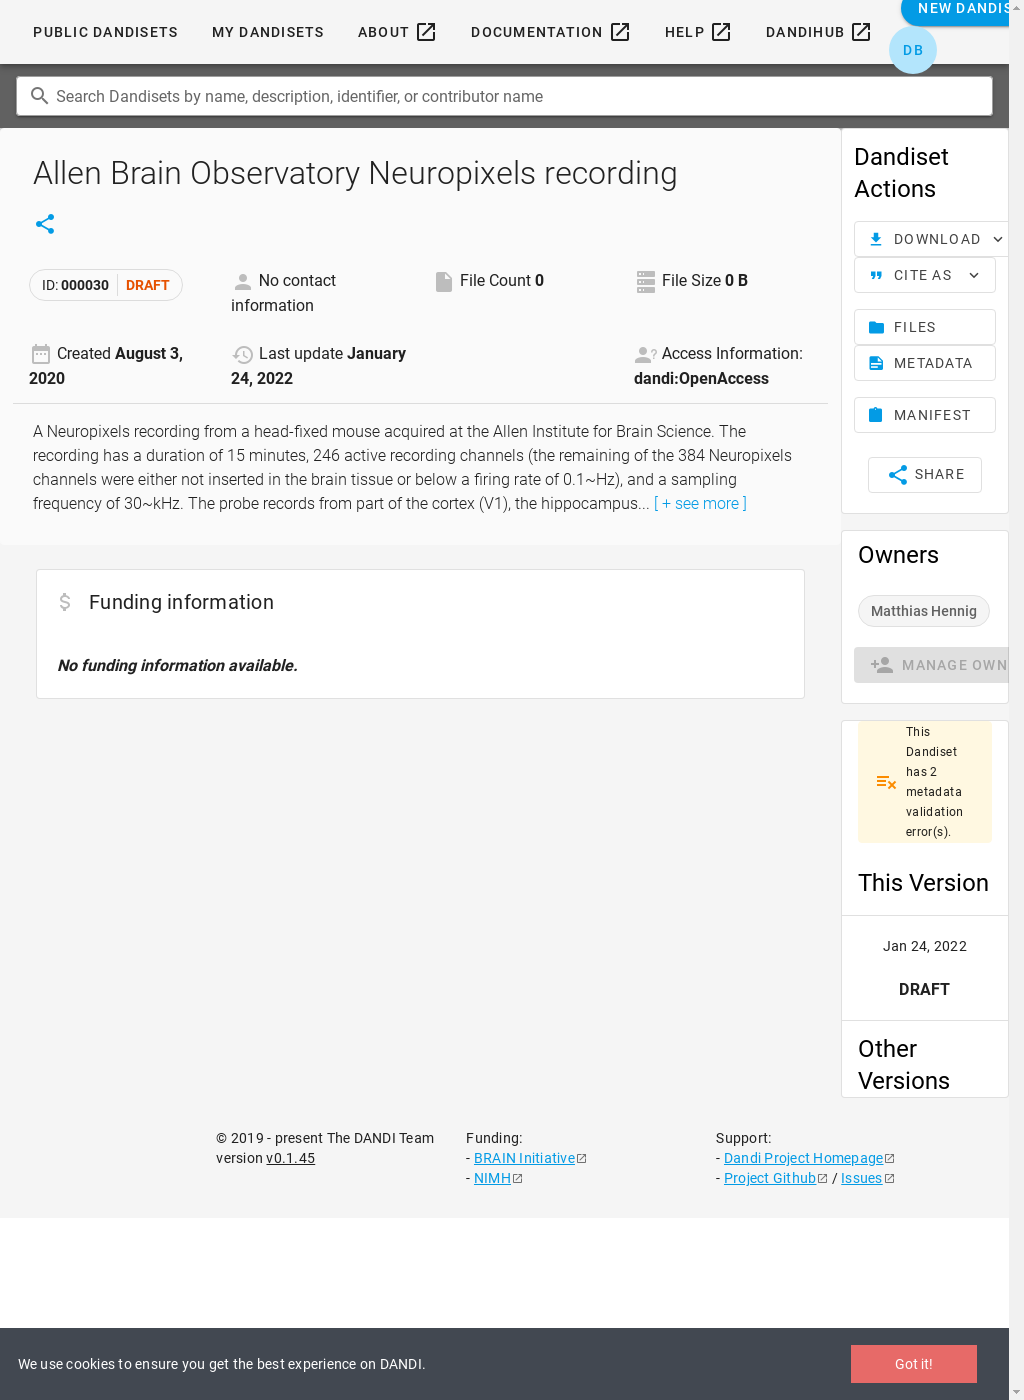 PUBLIC DANDISETS MY DANDISETS ABOUT DOCUMENTATION HELP DANDIHUB NEW DANDIS
DB
Search Dandisets by name, description, identifier, or contributor name
Allen Brain Observatory Neuropixels recording
ID: 000030 DRAFT
No contact
information
File Count 0
File Size 0 B
Created August 3,
2020
Last update January
24, 2022
Access Information:
dandi:OpenAccess
A Neuropixels recording from a head-fixed mouse acquired at the Allen Institute for Brain Science. The
recording has a duration of 15 minutes, 246 active recording channels (the remaining of the 384 Neuropixels
channels were either not inserted in the brain tissue or below a firing rate of 0.1~Hz), and a sampling
frequency of 30~kHz. The probe records from part of the cortex (V1), the hippocampus... [ + see more ]
Funding information
No funding information available.
Dandiset
Actions
DOWNLOAD
CITE AS
FILES
METADATA
MANIFEST
SHARE
Owners
Matthias Hennig
MANAGE OWN
This
Dandiset
has 2
metadata
validation
error(s).
This Version
Jan 24, 2022
DRAFT
Other
Versions
© 2019 - present The DANDI Team
version v0.1.45
Funding:
- BRAIN Initiative
- NIMH
Support:
- Dandi Project Homepage
- Project Github / Issues
We use cookies to ensure you get the best experience on DANDI.
Got it!